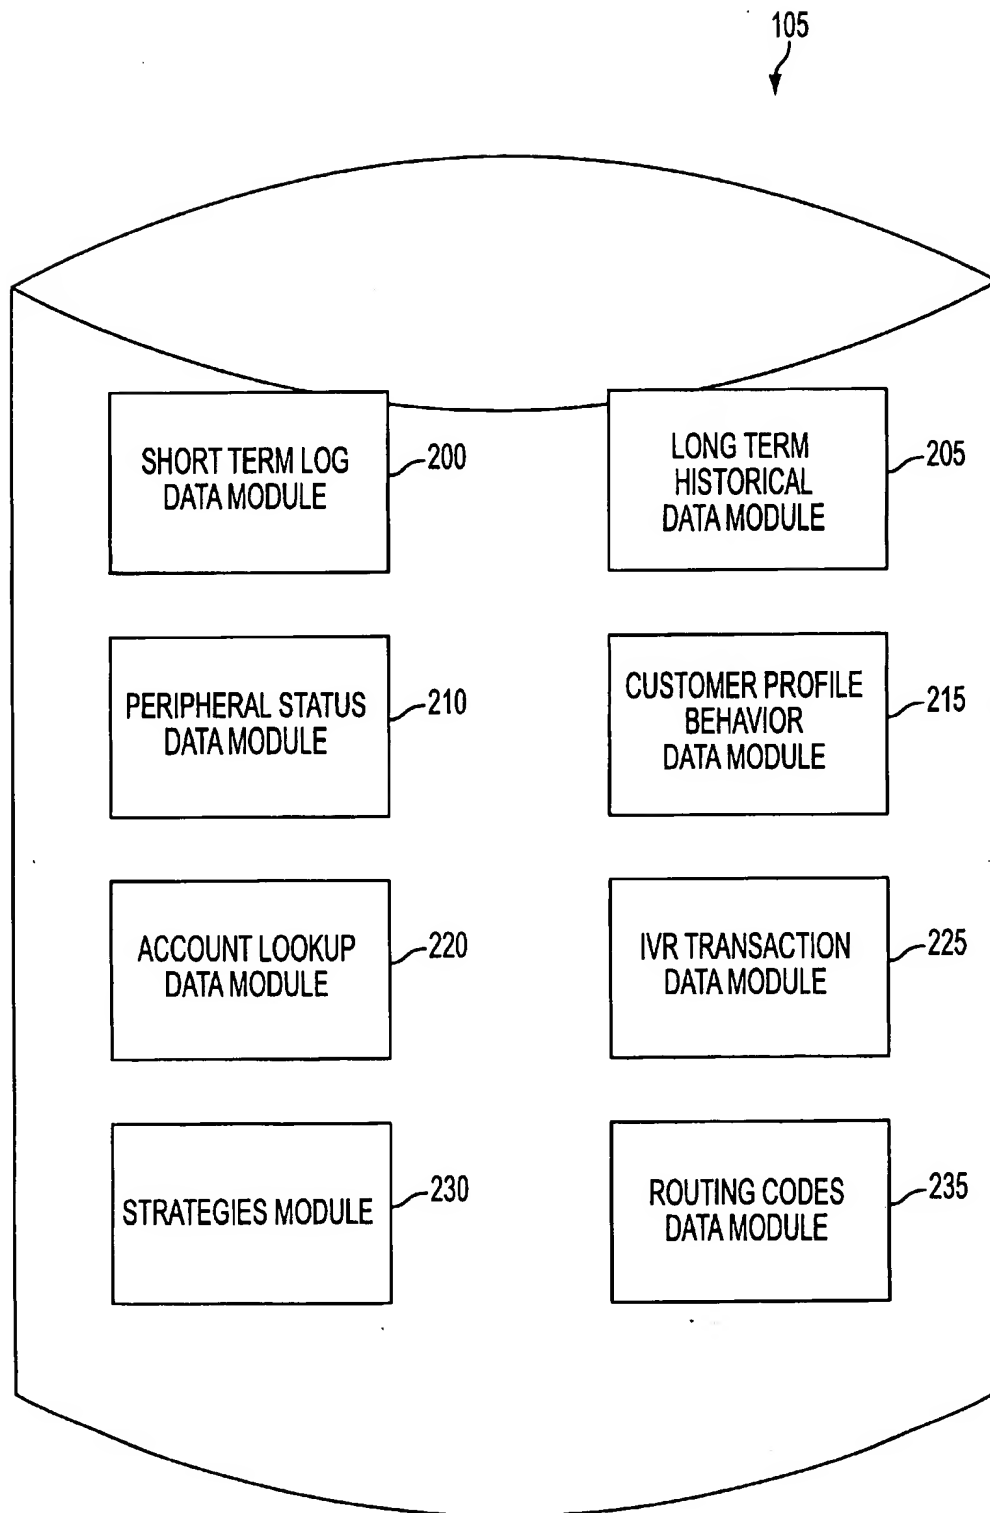 105
SHORT TERM LOG
DATA MODULE
200
LONG TERM
HISTORICAL
DATA MODULE
205
PERIPHERAL STATUS
DATA MODULE
210
CUSTOMER PROFILE
BEHAVIOR
DATA MODULE
215
ACCOUNT LOOKUP
DATA MODULE
220
IVR TRANSACTION
DATA MODULE
225
STRATEGIES MODULE
230
ROUTING CODES
DATA MODULE
235